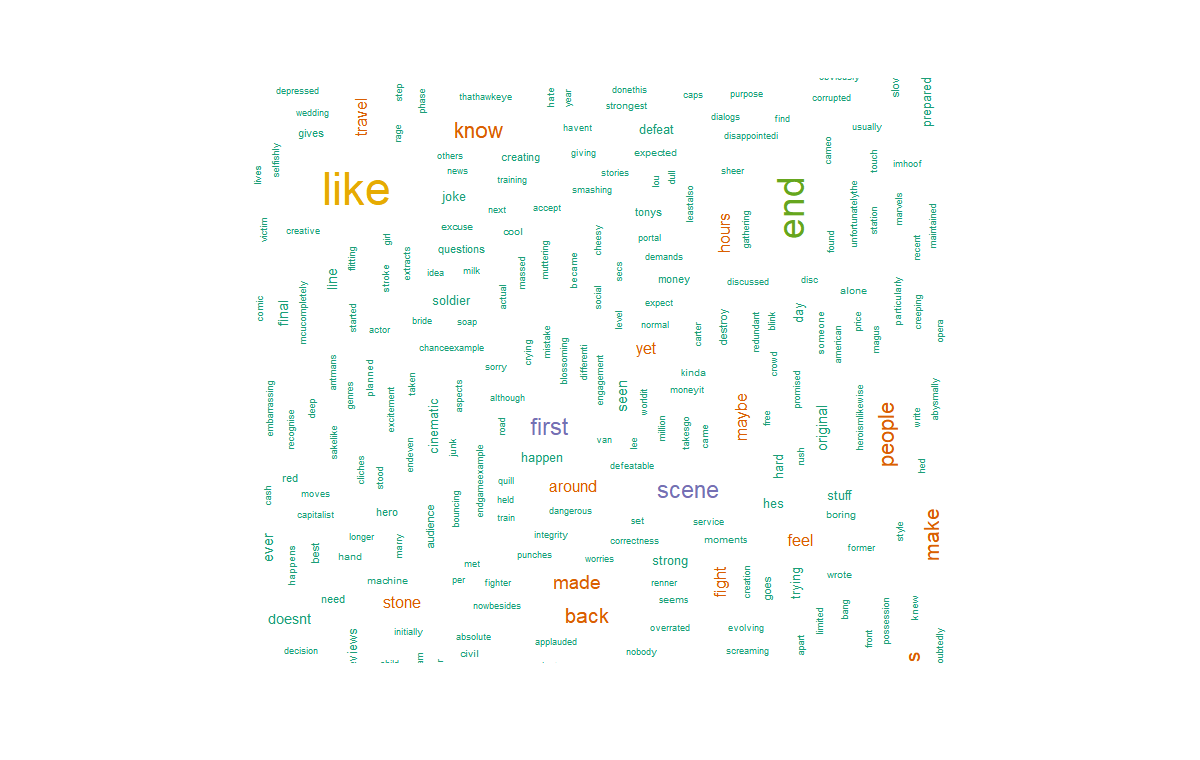 obviously
depressed
step
phase
thathawkeye
hate
year
donethis
strongest
caps
purpose
corrupted
slov
prepared
wedding
gives
travel
rage
know
havent
defeat
dialogs
find
disappointedi
usually
lives
selfishly
others
news
creating
giving
expected
stories
training
smashing
lou
dull
sheer
cameo
touch
imhoof
like
joke
next
accept
tonys
leastalso
end
hours
gathering
unfortunatelythe
station
marvels
maintained
victim
creative
girl
excuse
cool
questions
cheesy
portal
demands
found
recent
flitting
extracts
stroke
idea
milk
massed
muttering
became
secs
money
discussed
disc
alone
particularly
line
final
mcucompletely
comic
started
soldier
actual
social
level
expect
normal
carter
destroy
redundant
blink
day
someone
american
price
magus
creeping
opera
actor
bride
soap
chanceexample
sorry
crying
mistake
blossoming
differenti
engagement
yet
kinda
moneyit
crowd
promised
embarrassing
recognise
deep
antmans
genres
planned
excitement
taken
cinematic
aspects
although
seen
worldit
million
takesgo
came
maybe
free
original
heroismlikewise
people
write
abysmally
sakelike
cliches
stood
endeven
junk
endgameexample
road
first
van
lee
happen
defeatable
hard
rush
hed
red
cash
moves
capitalist
hero
audience
bouncing
quill
held
train
around
dangerous
scene
hes
stuff
boring
style
make
set
service
ever
happens
best
longer
hand
many
integrity
correctness
moments
feel
former
met
punches
worries
strong
machine
per
fighter
made
renner
fight
creation
goes
trying
wrote
need
stone
nowbesides
seems
back
limited
bang
possession
knew
doesnt
initially
absolute
applauded
overrated
evolving
apart
front
oubtedly
decision
views
child
am
r
civil
nobody
screaming
s